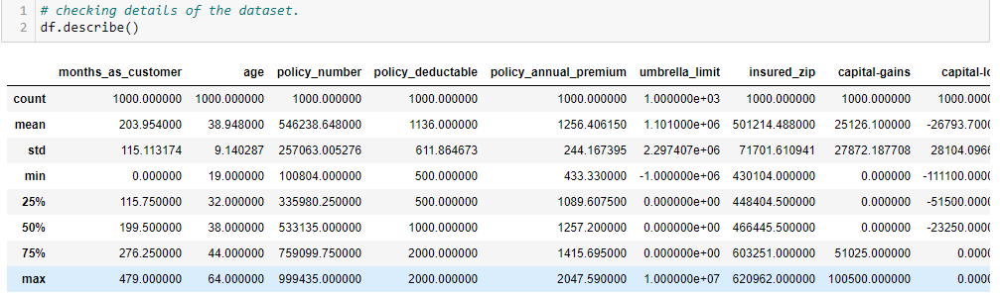 1 # checking details of the dataset.
2 df.describe()
months_as_customer age policy_number policy_deductable policy_annual_premium umbrella_limit insured_zip capital-gains capital-lo
count 1000.000000 1000.000000 1000.000000 1000.000000 1000.000000 1.000000e+03 1000.000000 1000.000000 1000.000
mean 203.954000 38.948000 546238.648000 1136.000000 1256.406150 1.101000e+06 501214.488000 25126.100000 -26793.7000
std 115.113174 9.140287 257063.005276 611.864673 244.167395 2.297407e+06 71701.610941 27872.187708 28104.0966
min 0.000000 19.000000 100804.000000 500.000000 433.330000 -1.000000e+06 430104.000000 0.000000 -111100.0000
25% 115.750000 32.000000 335980.250000 500.000000 1089.607500 0.000000e+00 448404.500000 0.000000 -51500.0000
50% 199.500000 38.000000 533135.000000 1000.000000 1257.200000 0.000000e+00 466445.500000 0.000000 -23250.0000
75% 276.250000 44.000000 759099.750000 2000.000000 1415.695000 0.000000e+00 603251.000000 51025.000000 0.0000
max 479.000000 64.000000 999435.000000 2000.000000 2047.590000 1.000000e+07 620962.000000 100500.000000 0.0000